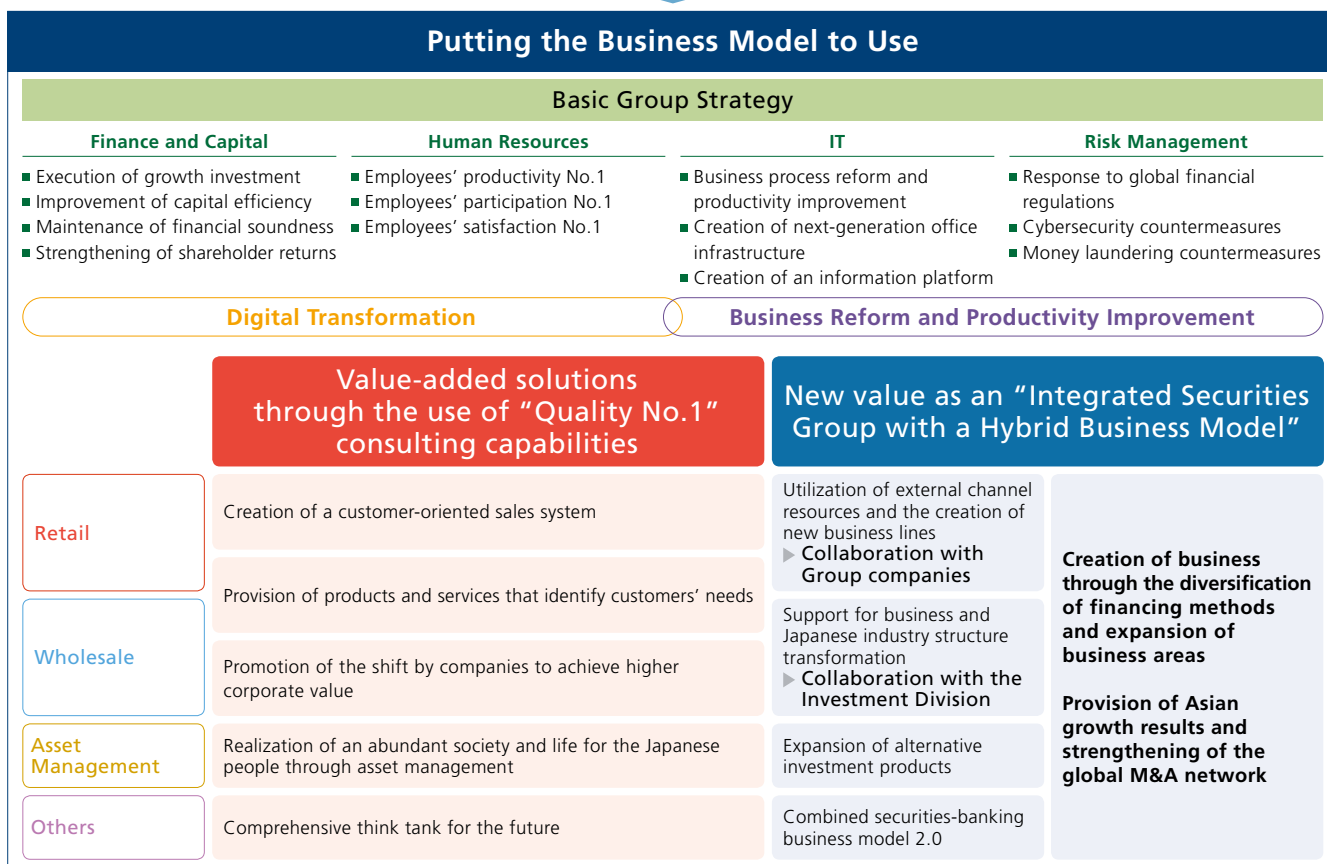 Putting the Business Model to Use
Basic Group Strategy
Finance and Capital
■ Execution of growth investment
■ Improvement of capital efficiency
■ Maintenance of financial soundness
■ Strengthening of shareholder returns
Human Resources
■ Employees’ productivity No.1
■ Employees’ participation No.1
■ Employees’ satisfaction No.1
IT
■ Business process reform and
productivity improvement
■ Creation of next-generation office
infrastructure
■ Creation of an information platform
Risk Management
■ Response to global financial
regulations
■ Cybersecurity countermeasures
■ Money laundering countermeasures
Digital Transformation
Business Reform and Productivity Improvement
Value-added solutions
through the use of “Quality No.1”
consulting capabilities
New value as an “Integrated Securities
Group with a Hybrid Business Model”
Retail
Creation of a customer-oriented sales system
Provision of products and services that identify customers’ needs
Utilization of external channel
resources and the creation of
new business lines
▶ Collaboration with
Group companies
Wholesale
Promotion of the shift by companies to achieve higher
corporate value
Support for business and
Japanese industry structure
transformation
▶ Collaboration with the
Investment Division
Asset
Management
Realization of an abundant society and life for the Japanese
people through asset management
Expansion of alternative
investment products
Others
Comprehensive think tank for the future
Combined securities-banking
business model 2.0
Creation of business
through the diversification
of financing methods
and expansion of
business areas
Provision of Asian
growth results and
strengthening of the
global M&A network